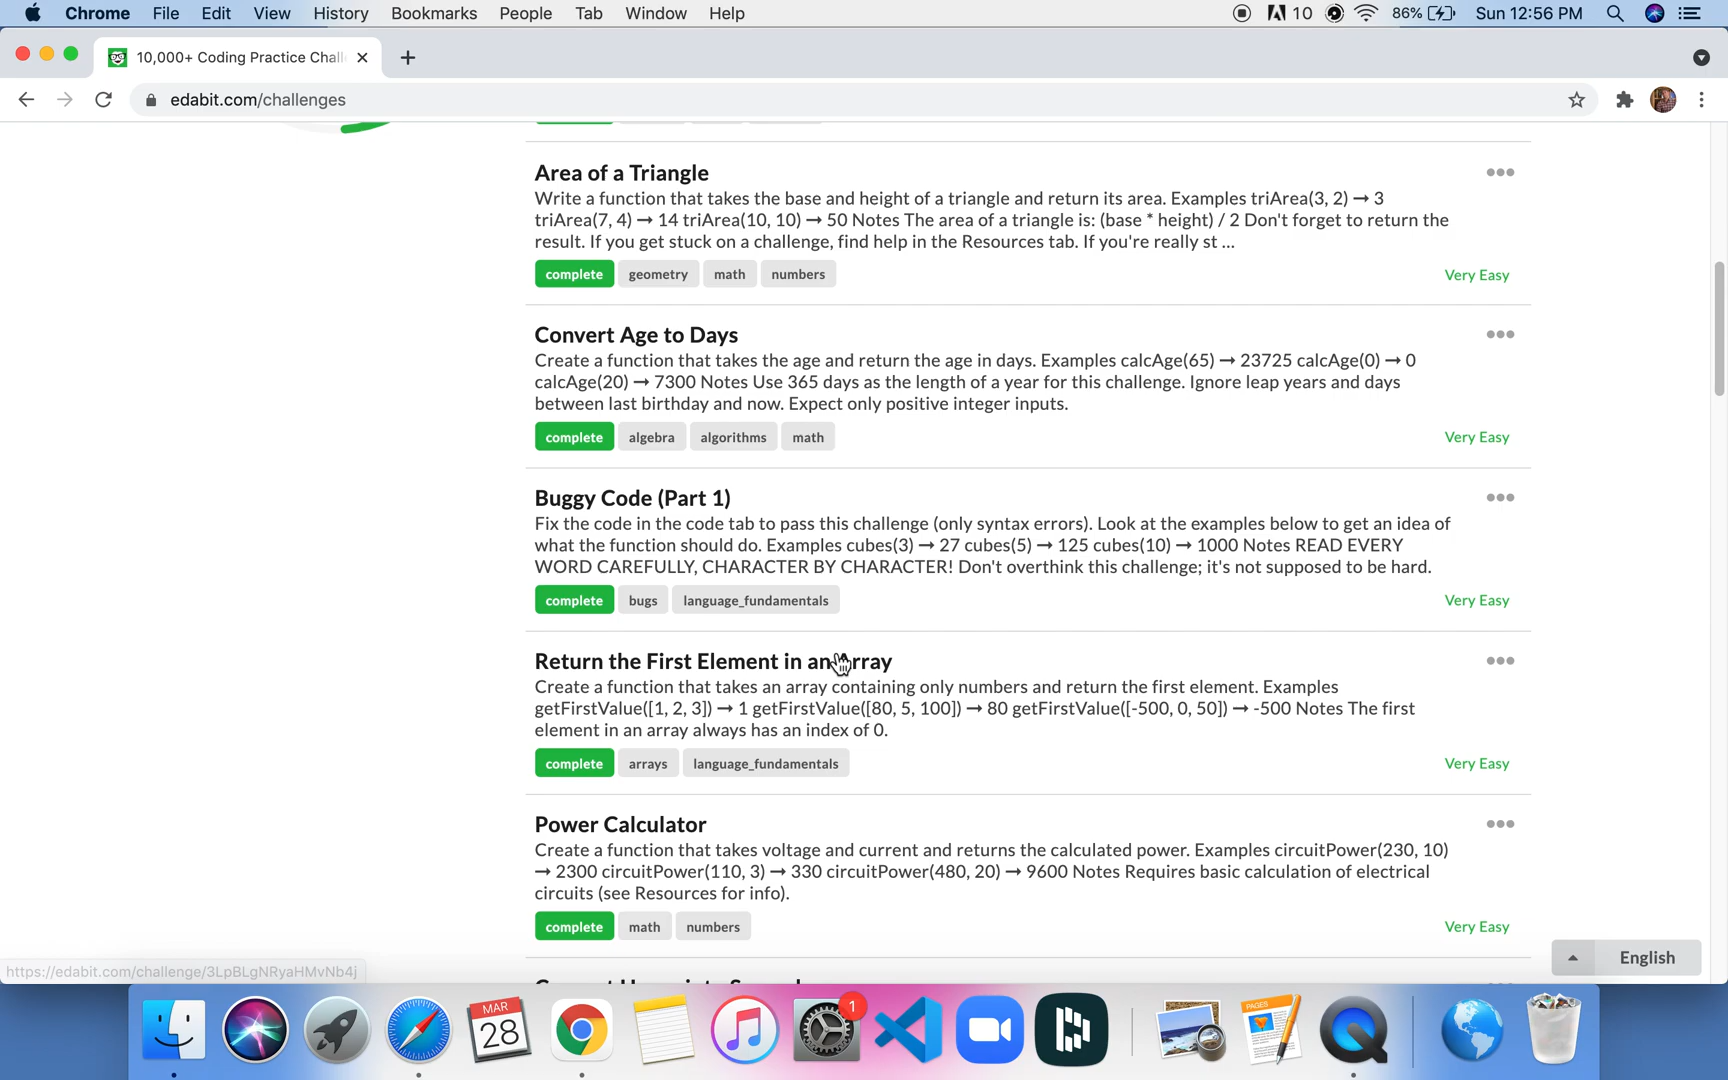 Chrome File Edit View History Bookmarks People Tab Window Help 10 86% Sun 12:56 PM
10,000+ Coding Practice Chall
edabit.com/challenges
Area of a Triangle
Write a function that takes the base and height of a triangle and return its area. Examples triArea(3, 2) → 3
triArea(7, 4) → 14 triArea(10, 10) → 50 Notes The area of a triangle is: (base * height) / 2 Don't forget to return the
result. If you get stuck on a challenge, find help in the Resources tab. If you're really st ...
complete geometry math numbers Very Easy
Convert Age to Days
Create a function that takes the age and return the age in days. Examples calcAge(65) → 23725 calcAge(0) → 0
calcAge(20) → 7300 Notes Use 365 days as the length of a year for this challenge. Ignore leap years and days
between last birthday and now. Expect only positive integer inputs.
complete algebra algorithms math Very Easy
Buggy Code (Part 1)
Fix the code in the code tab to pass this challenge (only syntax errors). Look at the examples below to get an idea of
what the function should do. Examples cubes(3) → 27 cubes(5) → 125 cubes(10) → 1000 Notes READ EVERY
WORD CAREFULLY, CHARACTER BY CHARACTER! Don't overthink this challenge; it's not supposed to be hard.
complete bugs language_fundamentals Very Easy
Return the First Element in an Array
Create a function that takes an array containing only numbers and return the first element. Examples
getFirstValue([1, 2, 3]) → 1 getFirstValue([80, 5, 100]) → 80 getFirstValue([-500, 0, 50]) → -500 Notes The first
element in an array always has an index of 0.
complete arrays language_fundamentals Very Easy
Power Calculator
Create a function that takes voltage and current and returns the calculated power. Examples circuitPower(230, 10)
→ 2300 circuitPower(110, 3) → 330 circuitPower(480, 20) → 9600 Notes Requires basic calculation of electrical
circuits (see Resources for info).
complete math numbers Very Easy
English
https://edabit.com/challenge/3LpBLgNRyaHMvNb4j
MAR
28
1
PAGES